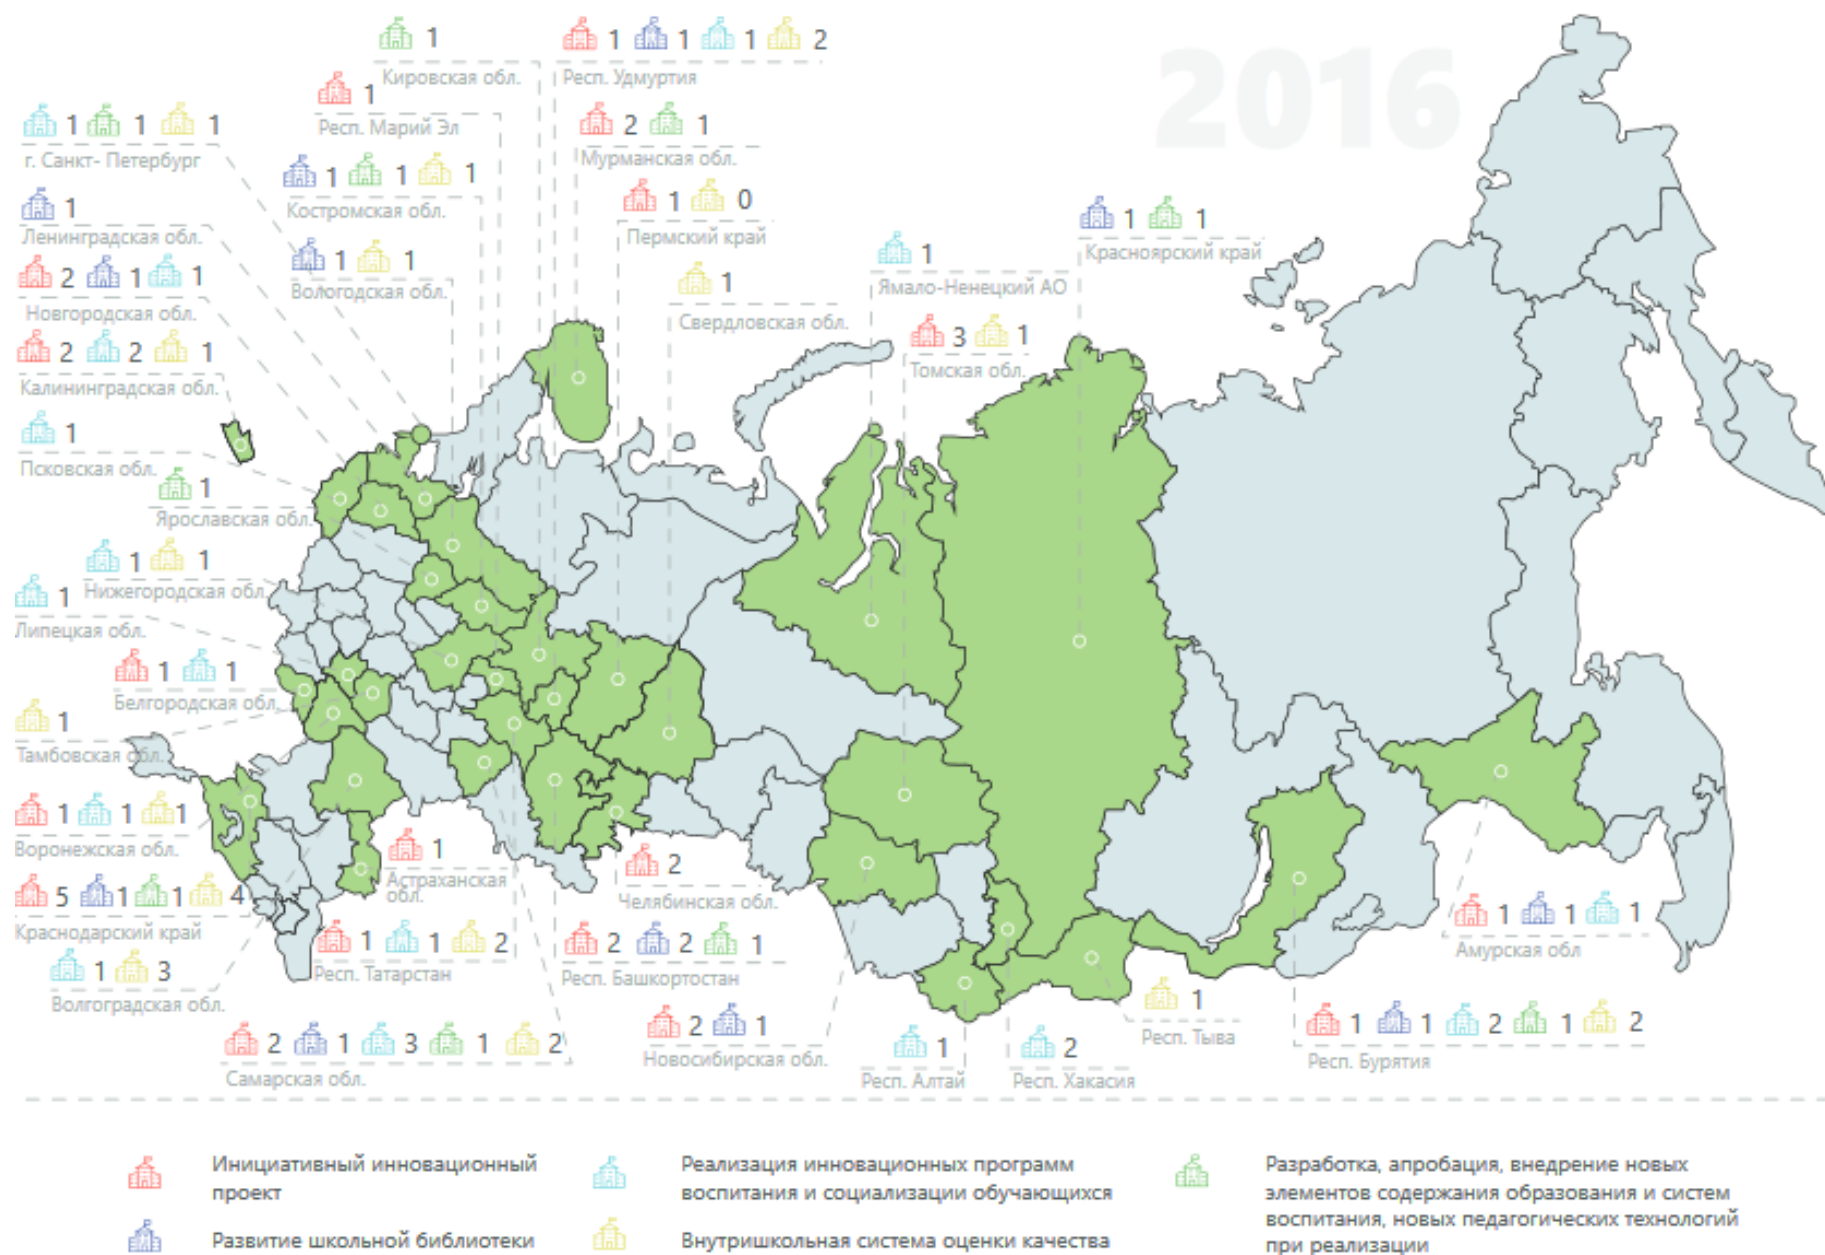 2016
1
Кировская обл.
1 1 1 2
Респ. Удмуртия
1
Респ. Марий Эл
2 1
Мурманская обл.
1 1 1
г. Санкт- Петербург
1 1 1
Костромская обл.
1 0
Пермский край
1
Ленинградская обл.
1 1
Вологодская обл.
1
Свердловская обл.
1
Ямало-Ненецкий АО
1 1
Красноярский край
2 1 1
Новгородская обл.
3 1
Томская обл.
2 2 1
Калининградская обл.
1
Псковская обл.
1
Ярославская обл.
1 1
Нижегородская обл.
1
Липецкая обл.
1 1
Белгородская обл.
1
Тамбовская обл.
1 1 1
Воронежская обл.
1
Астраханская
обл.
2
Челябинская обл.
5 1 1 4
Краснодарский край
1 1 2
Респ. Татарстан
2 2 1
Респ. Башкортостан
1 1 1
Амурская обл
1 3
Волгоградская обл.
2 1 3 1 2
Самарская обл.
2 1
Новосибирская обл.
1
Респ. Алтай
2
Респ. Хакасия
1
Респ. Тыва
1 1 2 1 2
Респ. Бурятия
Инициативный инновационный
проект
Развитие школьной библиотеки
Реализация инновационных программ
воспитания и социализации обучающихся
Внутришкольная система оценки качества
Разработка, апробация, внедрение новых
элементов содержания образования и систем
воспитания, новых педагогических технологий
при реализации